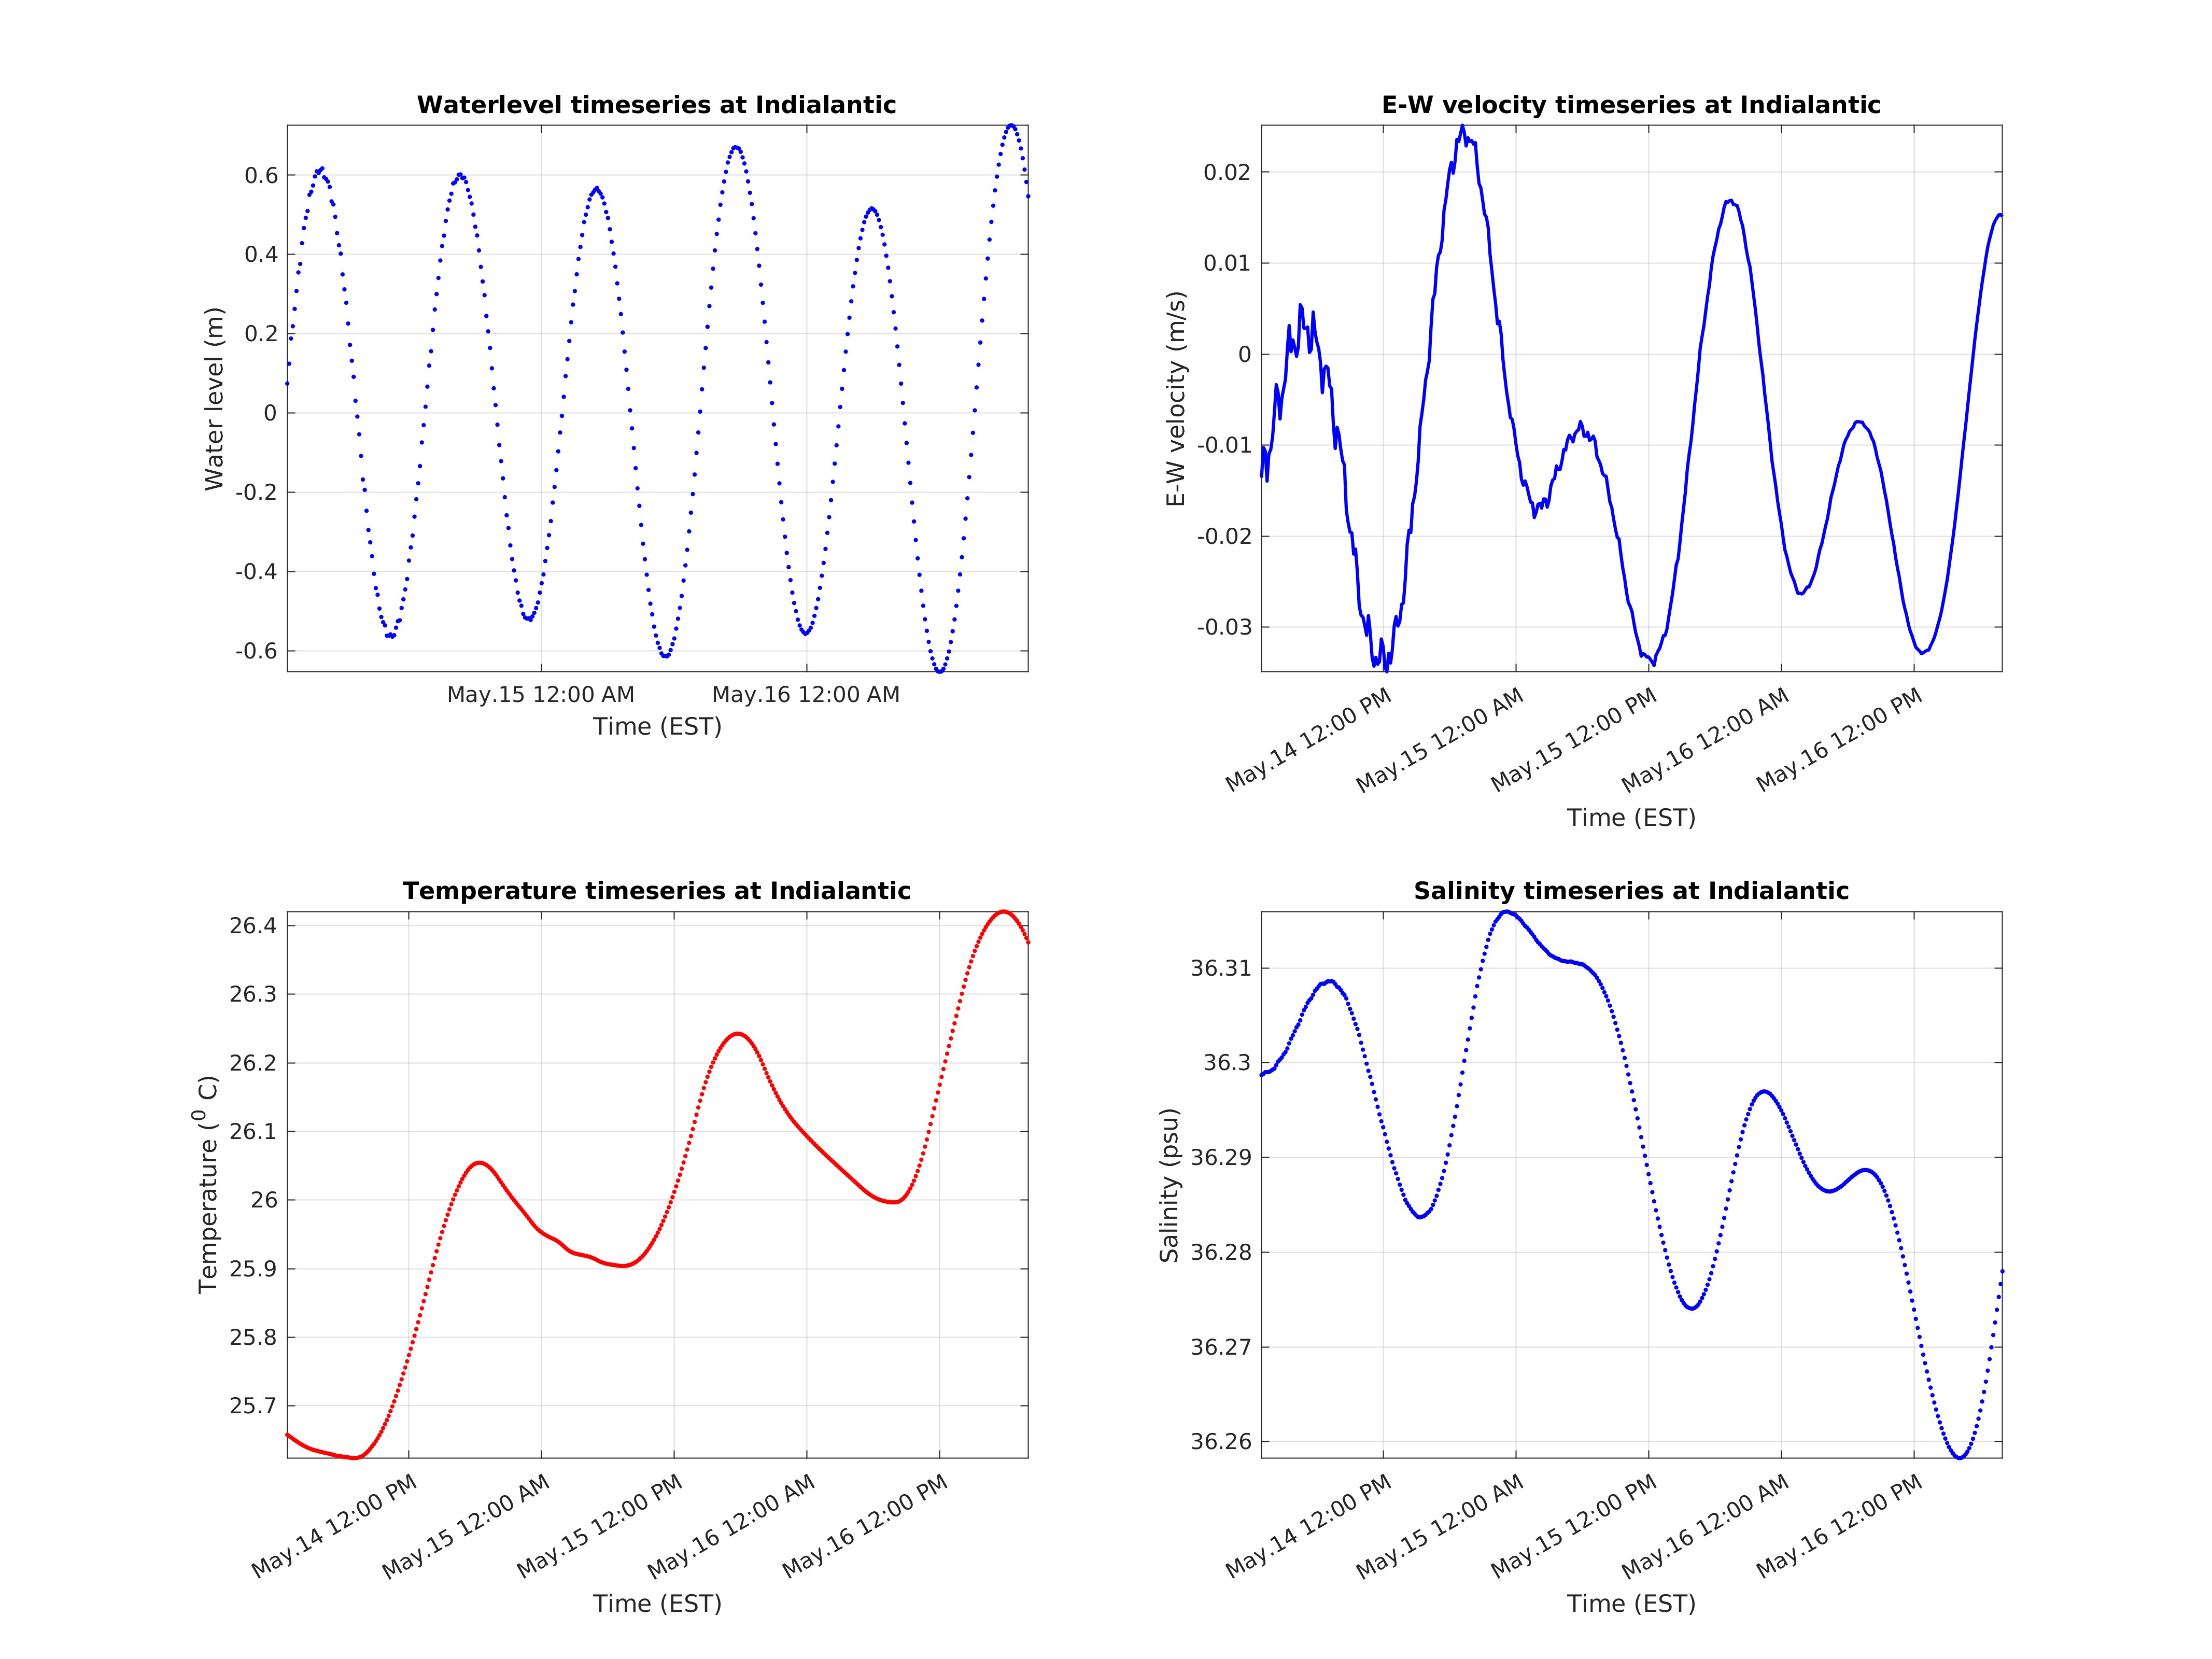 Waterlevel timeseries at Indialantic
0.6
0.4
0.2
0
-0.2
-0.4
-0.6
Water level (m)
May.15 12:00 AM
May.16 12:00 AM
Time (EST)
E-W velocity timeseries at Indialantic
0.02
0.01
0
-0.01
-0.02
-0.03
E-W velocity (m/s)
May.14 12:00 PM
May.15 12:00 AM
May.15 12:00 PM
May.16 12:00 AM
May.16 12:00 PM
Time (EST)
Temperature timeseries at Indialantic
26.4
26.3
26.2
26.1
26
25.9
25.8
25.7
Temperature (⁰ C)
May.14 12:00 PM
May.15 12:00 AM
May.15 12:00 PM
May.16 12:00 AM
May.16 12:00 PM
Time (EST)
Salinity timeseries at Indialantic
36.31
36.3
36.29
36.28
36.27
36.26
Salinity (psu)
May.14 12:00 PM
May.15 12:00 AM
May.15 12:00 PM
May.16 12:00 AM
May.16 12:00 PM
Time (EST)